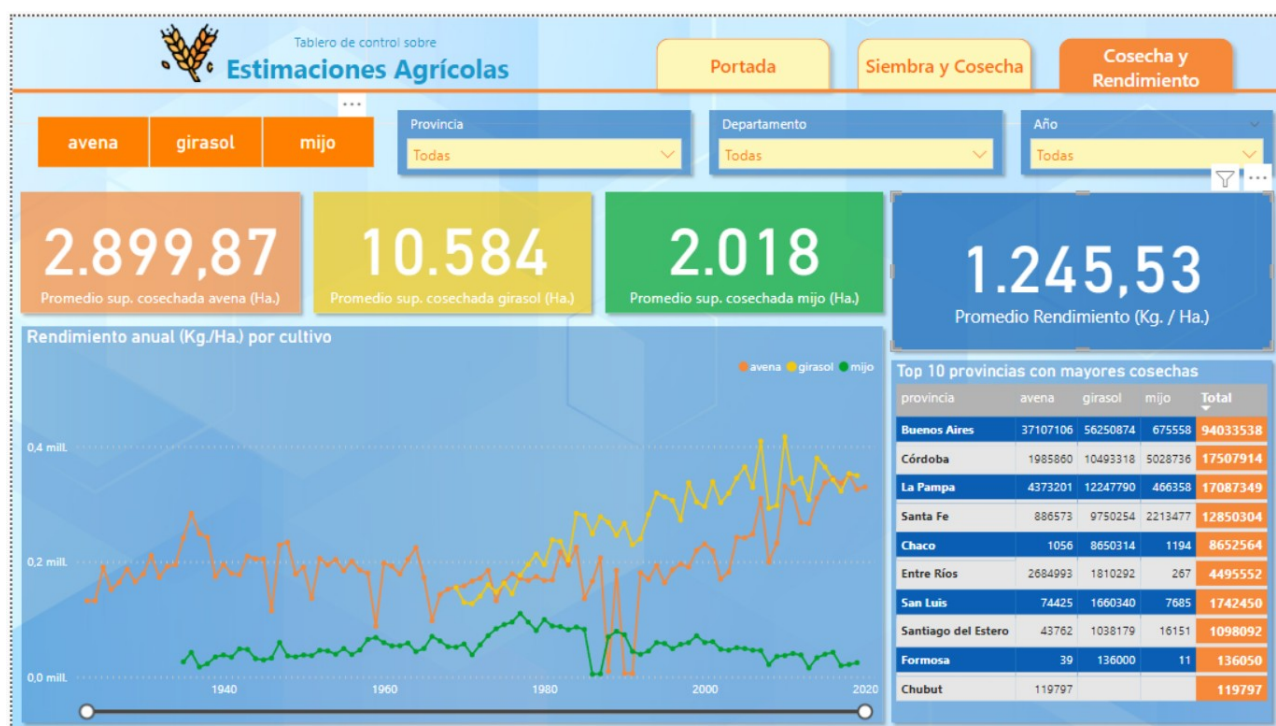 Tablero de control sobre
Estimaciones Agrícolas
Portada
Siembra y Cosecha
Cosecha y
Rendimiento
avena
girasol
mijo
Provincia
Todas
Departamento
Todas
Año
Todas
2.899,87
Promedio sup. cosechada avena (Ha.)
10.584
Promedio sup. cosechada girasol (Ha.)
2.018
Promedio sup. cosechada mijo (Ha.)
1.245,53
Promedio Rendimiento (Kg. / Ha.)
Rendimiento anual (Kg./Ha.) por cultivo
avena girasol mijo
0,4 mill.
0,2 mill.
0,0 mill.
1940 1960 1980 2000 2020
Top 10 provincias con mayores cosechas
provincia avena girasol mijo Total
Buenos Aires 37107106 56250874 675558 94033538
Córdoba 1985860 10493318 5028736 17507914
La Pampa 4373201 12247790 466358 17087349
Santa Fe 886573 9750254 2213477 12850304
Chaco 1056 8650314 1194 8652564
Entre Ríos 2684993 1810292 267 4495552
San Luis 74425 1660340 7685 1742450
Santiago del Estero 43762 1038179 16151 1098092
Formosa 39 136000 11 136050
Chubut 119797 119797